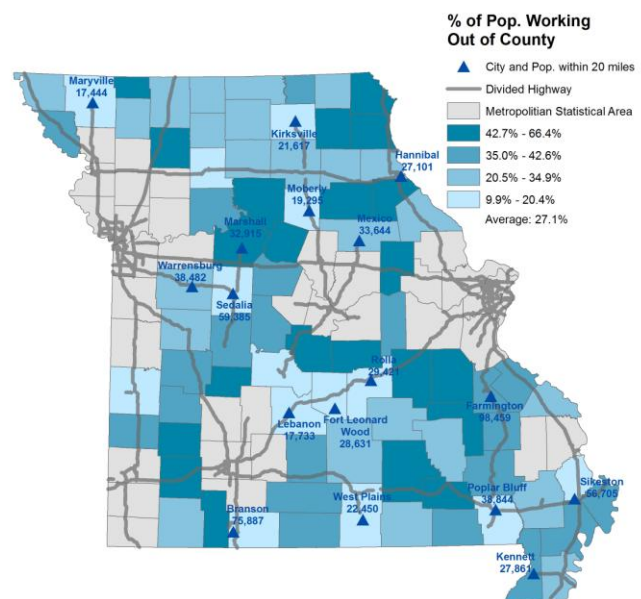 % of Pop. Working
Out of County
City and Pop. within 20 miles
Divided Highway
Metropolitian Statistical Area
42.7% - 66.4%
35.0% - 42.6%
20.5% - 34.9%
9.9% - 20.4%
Average: 27.1%
Maryville
17,444
Kirksville
21,617
Hannibal
27,101
Moberly
19,295
Marshall
32,915
Mexico
33,644
Warrensburg
38,482
Sedalia
59,385
Rolla
29,421
Farmington
98,459
Lebanon
17,733
Fort Leonard
Wood
28,631
Branson
75,887
West Plains
22,450
Poplar Bluff
38,844
Sikeston
56,705
Kennett
27,861